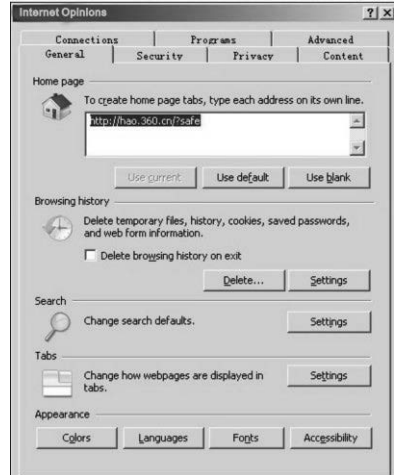 Internet Opinions
Connections Programs Advanced
General Security Privacy Content
Home page
To create home page tabs, type each address on its own line.
http://hao.360.cn/?safe
Use current Use default Use blank
Browsing history
Delete temporary files, history, cookies, saved passwords,
and web form information.
Delete browsing history on exit
Delete... Settings
Search
Change search defaults. Settings
Tabs
Change how webpages are displayed in
tabs. Settings
Appearance
Colors Languages Fonts Accessibility